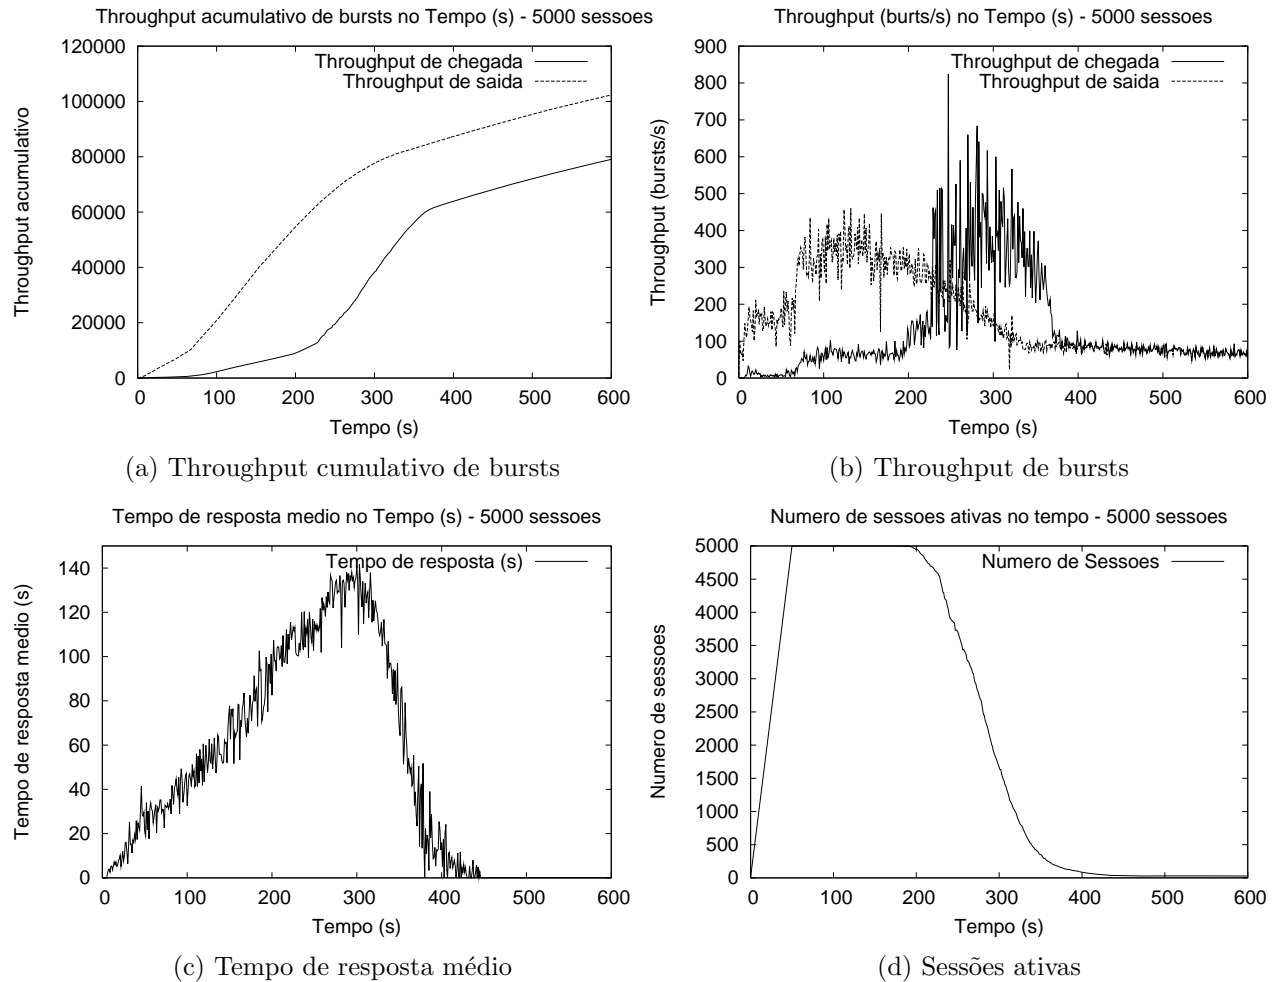 Throughput acumulativo de bursts no Tempo (s) - 5000 sessoes
120000
100000
80000
60000
40000
20000
0
Throughput acumulativo
Throughput de chegada
Throughput de saida
0 100 200 300 400 500 600
Tempo (s)
(a) Throughput cumulativo de bursts
Throughput (burts/s) no Tempo (s) - 5000 sessoes
900
800
700
600
500
400
300
200
100
0
Throughput (bursts/s)
Throughput de chegada
Throughput de saida
0 100 200 300 400 500 600
Tempo (s)
(b) Throughput de bursts
Tempo de resposta medio no Tempo (s) - 5000 sessoes
140
120
100
80
60
40
20
0
Tempo de resposta medio (s)
Tempo de resposta (s)
0 100 200 300 400 500 600
Tempo (s)
(c) Tempo de resposta médio
Numero de sessoes ativas no tempo - 5000 sessoes
5000
4500
4000
3500
3000
2500
2000
1500
1000
500
0
Numero de sessoes
Numero de Sessoes
0 100 200 300 400 500 600
Tempo (s)
(d) Sessões ativas